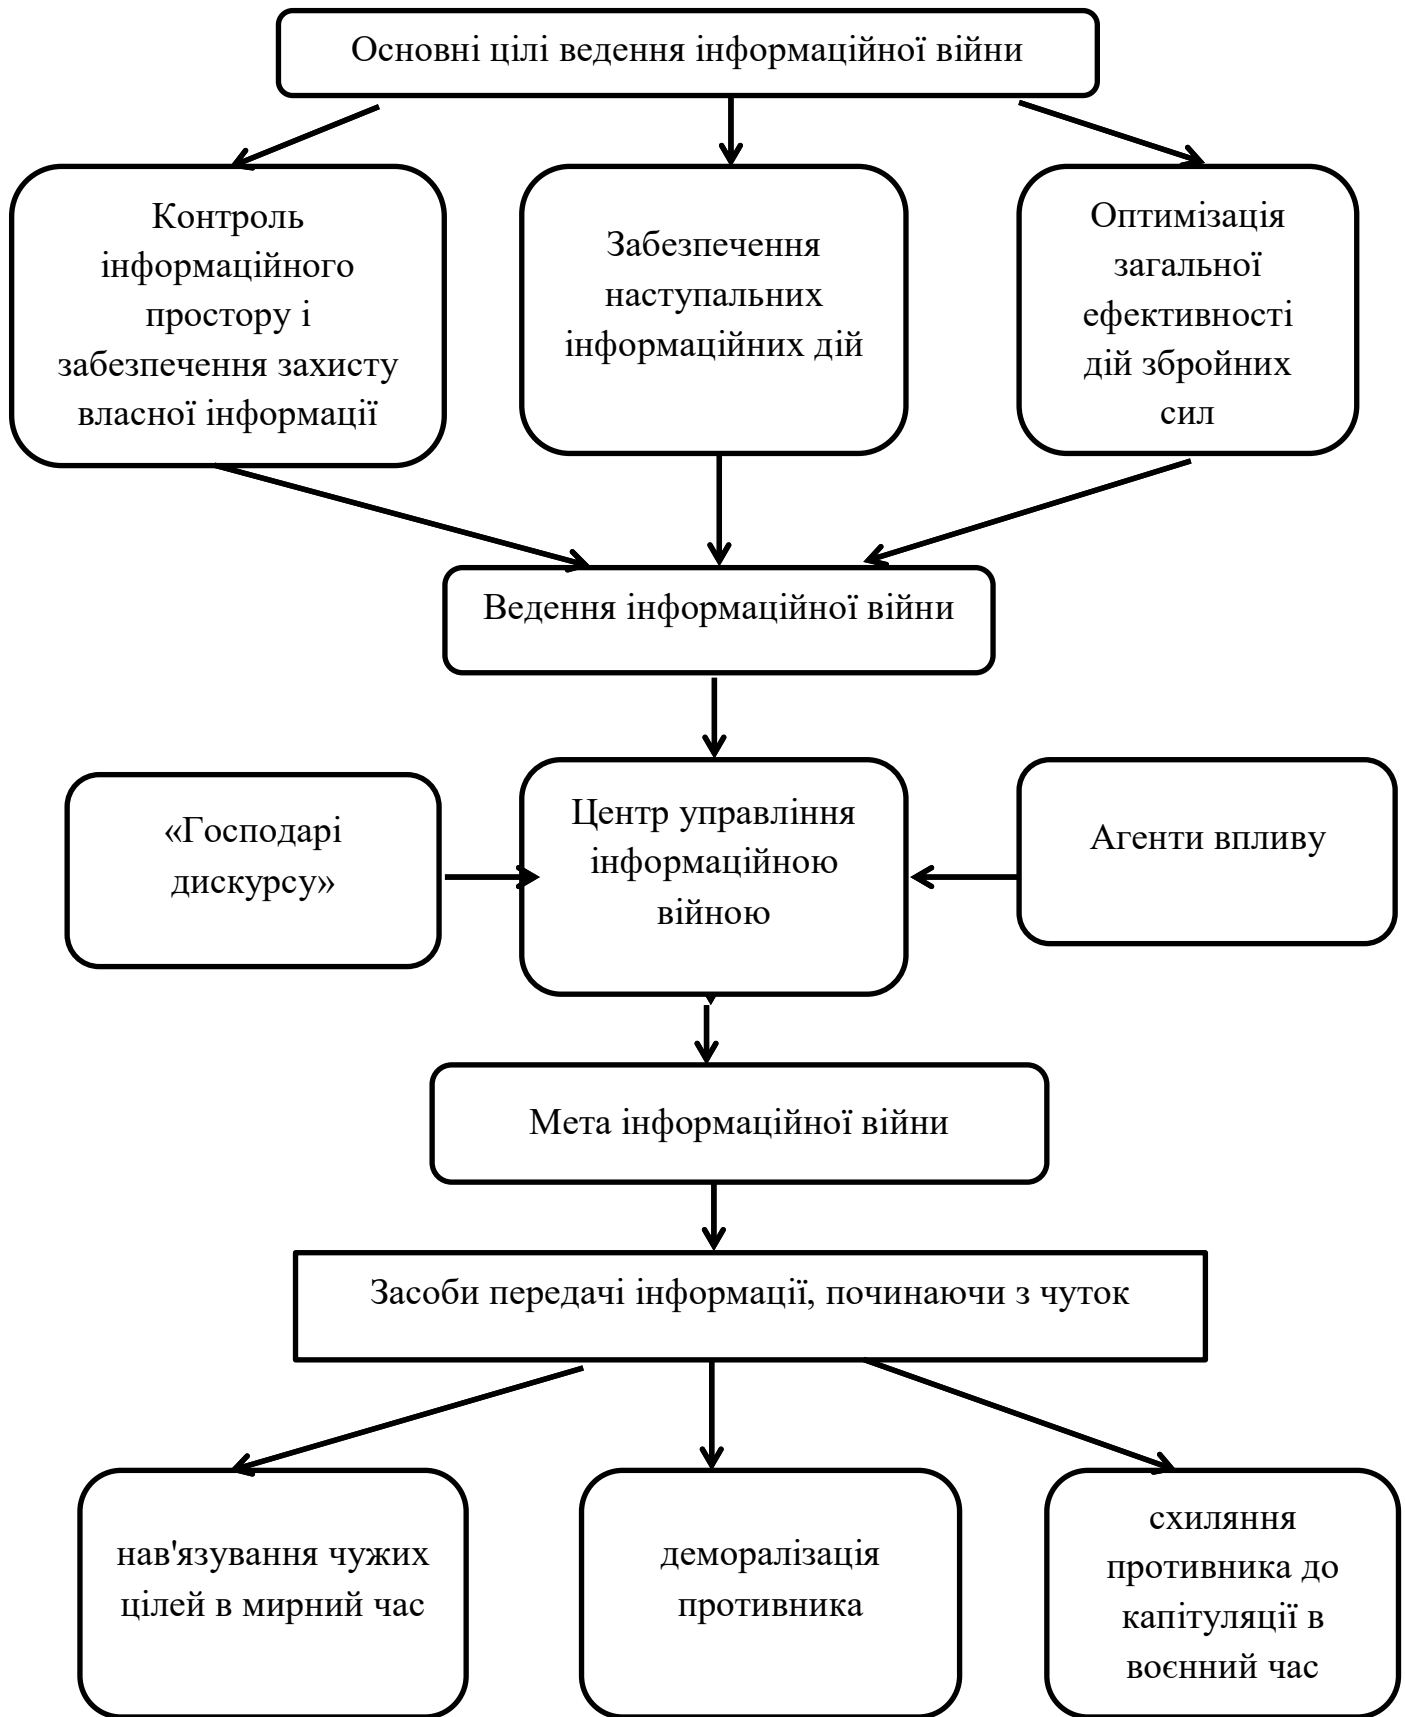 Основні цілі ведення інформаційної війни
Контроль
інформаційного
простору і
забезпечення захисту
власної інформації
Забезпечення
наступальних
інформаційних дій
Оптимізація
загальної
ефективності
дій збройних
сил
Ведення інформаційної війни
«Господарі
дискурсу»
Центр управління
інформаційною
війною
Агенти впливу
Мета інформаційної війни
Засоби передачі інформації, починаючи з чуток
нав'язування чужих
цілей в мирний час
деморалізація
противника
схиляння
противника до
капітуляції в
воєнний час